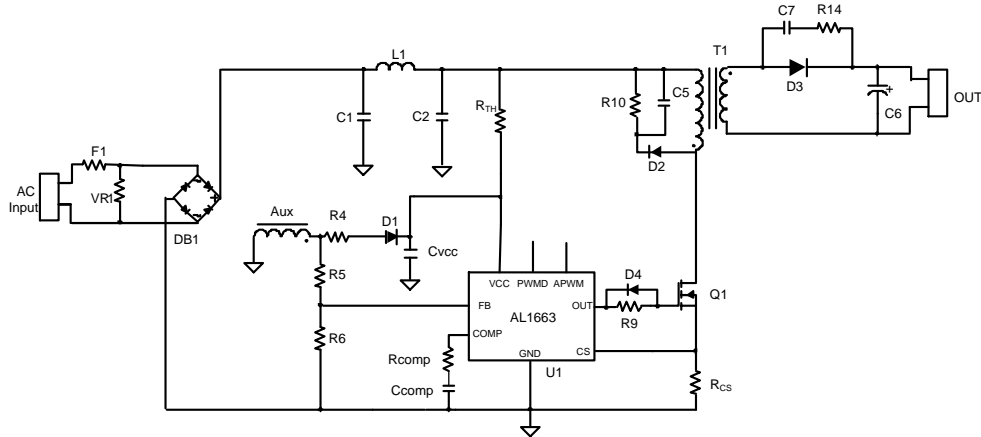 C7
R14
T1
L1
D3
+
C6
OUT
R10
C5
RTH
C1
C2
D2
F1
AC
Input
VR1
DB1
+
Aux
R4
D1
Cvcc
R5
R6
VCC
PWMD
APWM
FB
OUT
AL1663
COMP
GND
CS
U1
D4
R9
Q1
Rcomp
Ccomp
RCS